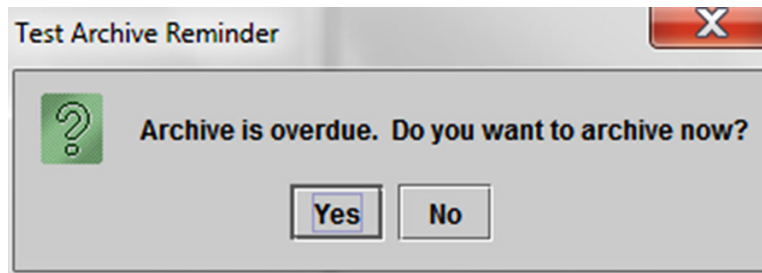 Test Archive Reminder
Archive is overdue.  Do you want to archive now?
Yes No